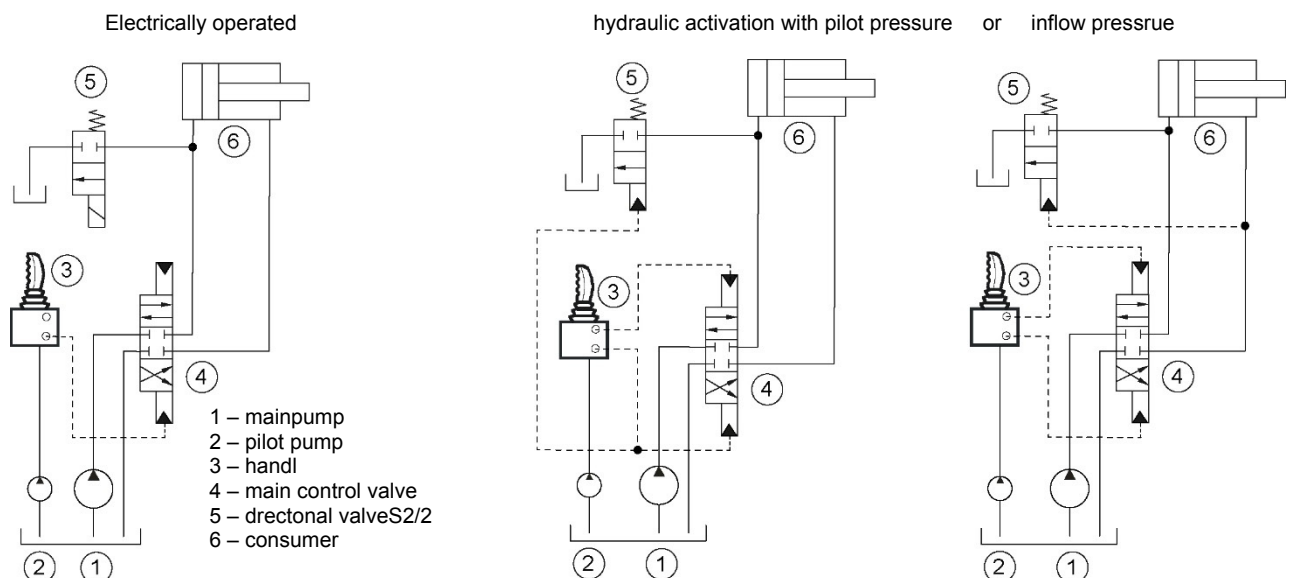 Electrically operated
hydraulic activation with pilot pressure or inflow pressrue
5
6
3
4
1 – mainpump
2 – pilot pump
3 – handl
4 – main control valve
5 – drectonal valveS2/2
6 – consumer
2 1
5
6
3
4
2 1
5
6
3
4
2 1